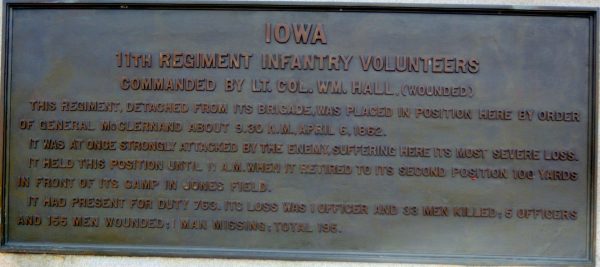 IOWA
11TH REGIMENT INFANTRY VOLUNTEERS
COMMANDED BY LT. COL. WM. HALL, (WOUNDED)
THIS REGIMENT, DETACHED FROM ITS BRIGADE, WAS PLACED IN POSITION HERE BY ORDER
OF GENERAL McCLERNAND ABOUT 9.30 A.M., APRIL 6, 1862.
IT WAS AT ONCE STRONGLY ATTACKED BY THE ENEMY, SUFFERING HERE ITS MOST SEVERE LOSS.
IT HELD THIS POSITION UNTIL 11 A.M. WHEN IT RETIRED TO ITS SECOND POSITION 100 YARDS
IN FRONT OF ITS CAMP IN JONES FIELD.
IT HAD PRESENT FOR DUTY 763. ITS LOSS WAS 1 OFFICER AND 33 MEN KILLED; 5 OFFICERS
AND 155 MEN WOUNDED; 1 MAN MISSING; TOTAL 195.